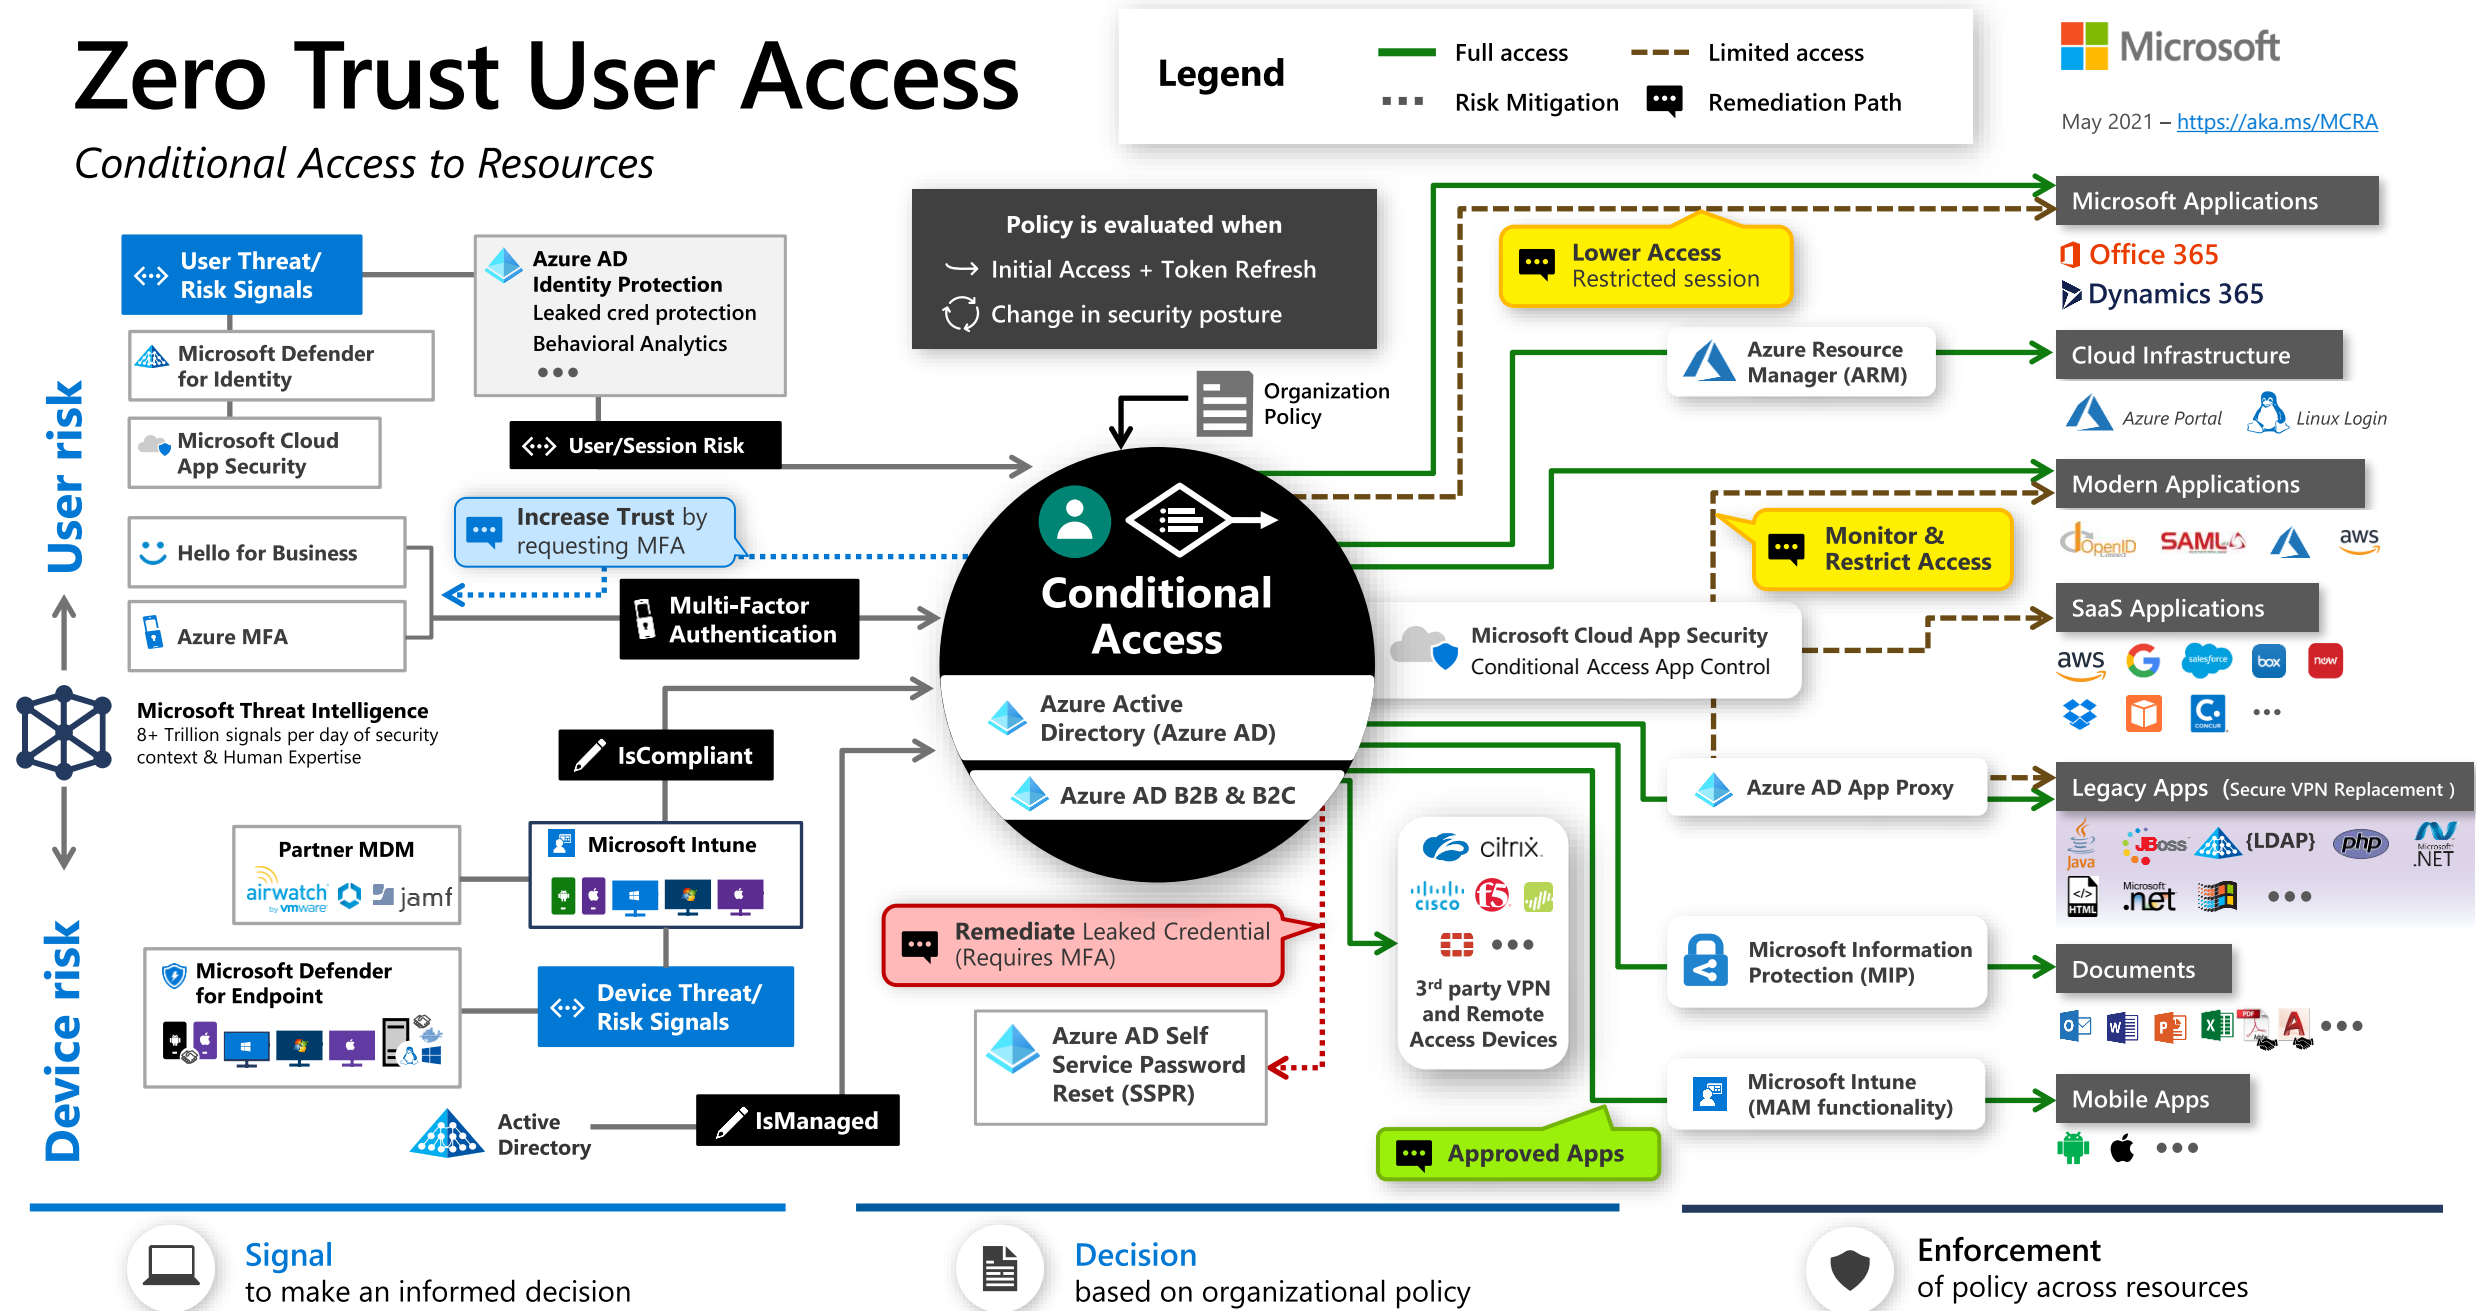 Zero Trust User Access
Conditional Access to Resources
Legend
Full access
Limited access
Risk Mitigation
Remediation Path
Microsoft
May 2021 – https://aka.ms/MCRA
User risk
Device risk
User Threat/
Risk Signals
Azure AD
Identity Protection
Leaked cred protection
Behavioral Analytics
Microsoft Defender
for Identity
Microsoft Cloud
App Security
User/Session Risk
Hello for Business
Azure MFA
Increase Trust by
requesting MFA
Multi-Factor
Authentication
Microsoft Threat Intelligence
8+ Trillion signals per day of security
context & Human Expertise
IsCompliant
Partner MDM
airwatch
by vmware
jamf
Microsoft Intune
Microsoft Defender
for Endpoint
Device Threat/
Risk Signals
Active
Directory
IsManaged
Policy is evaluated when
Initial Access + Token Refresh
Change in security posture
Organization
Policy
Conditional
Access
Azure Active
Directory (Azure AD)
Azure AD B2B & B2C
Remediate Leaked Credential
(Requires MFA)
Azure AD Self
Service Password
Reset (SSPR)
citrix
cisco
f5
3rd party VPN
and Remote
Access Devices
Approved Apps
Lower Access
Restricted session
Azure Resource
Manager (ARM)
Monitor &
Restrict Access
Microsoft Cloud App Security
Conditional Access App Control
Azure AD App Proxy
Microsoft Information
Protection (MIP)
Microsoft Intune
(MAM functionality)
Microsoft Applications
Office 365
Dynamics 365
Cloud Infrastructure
Azure Portal
Linux Login
Modern Applications
OpenID
Connect
SAML
aws
SaaS Applications
aws
salesforce
box
now
CONCUR
Legacy Apps (Secure VPN Replacement )
Java
JBoss
{LDAP}
php
Microsoft
.NET
HTML
Microsoft
.net
Documents
PDF
Mobile Apps
Signal
to make an informed decision
Decision
based on organizational policy
Enforcement
of policy across resources